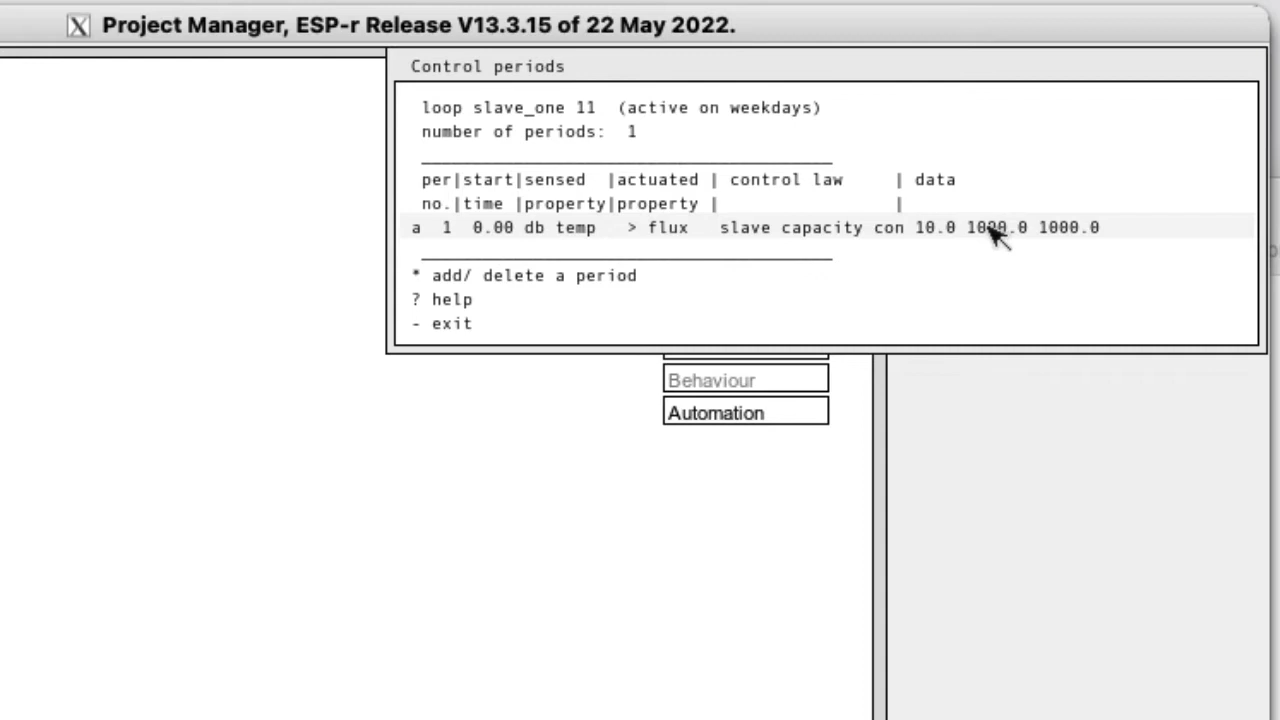 Project Manager, ESP-r Release V13.3.15 of 22 May 2022.
Control periods
loop slave_one 11 (active on weekdays)
number of periods: 1
per|start|sensed |actuated | control law | data
no.|time |property|property | |
a 1 0.00 db temp > flux slave capacity con 10.0 1000.0 1000.0
* add/ delete a period
? help
- exit
Behaviour
Automation